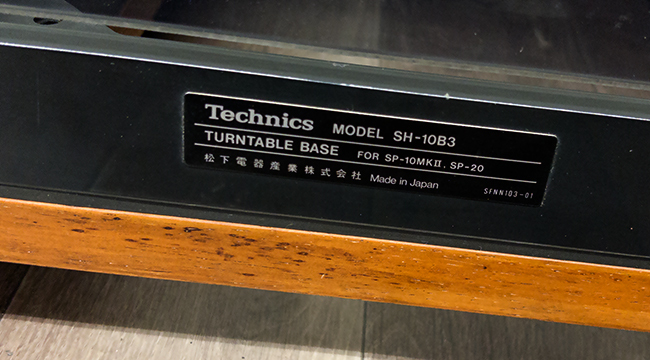 Technics MODEL SH-10B3
TURNTABLE BASE FOR SP-10MKII. SP-20
松下電器産業株式会社 Made in Japan SFNN103-01